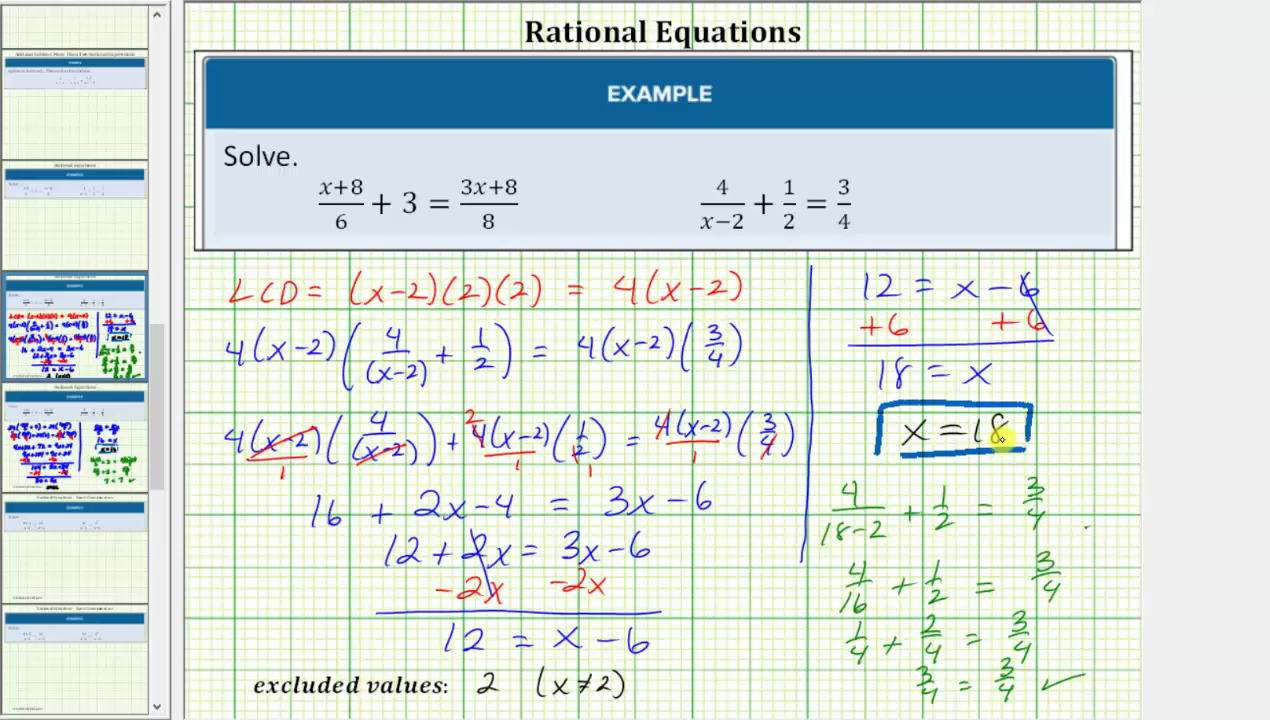 Rational Equations
EXAMPLE
Solve.
(x+8)/6 + 3 = (3x+8)/8
4/(x−2) + 1/2 = 3/4
LCD = (x-2)(2)(2) = 4(x-2)
4(x-2)(4/(x-2) + 1/2) = 4(x-2)(3/4)
4(x-2)/1 (4/(x-2)) + 2 4(x-2)/1 (1/2) 1 = 4(x-2)/1 (3/4)
16 + 2x-4 = 3x-6
12 + 2x = 3x-6
-2x -2x
12 = x - 6
excluded values: 2 (x≠2)
12 = x - 6
+6 +6
18 = x
x = 18
4/(18-2) + 1/2 = 3/4
4/16 + 1/2 = 3/4
1/4 + 2/4 = 3/4
3/4 = 3/4 ✓